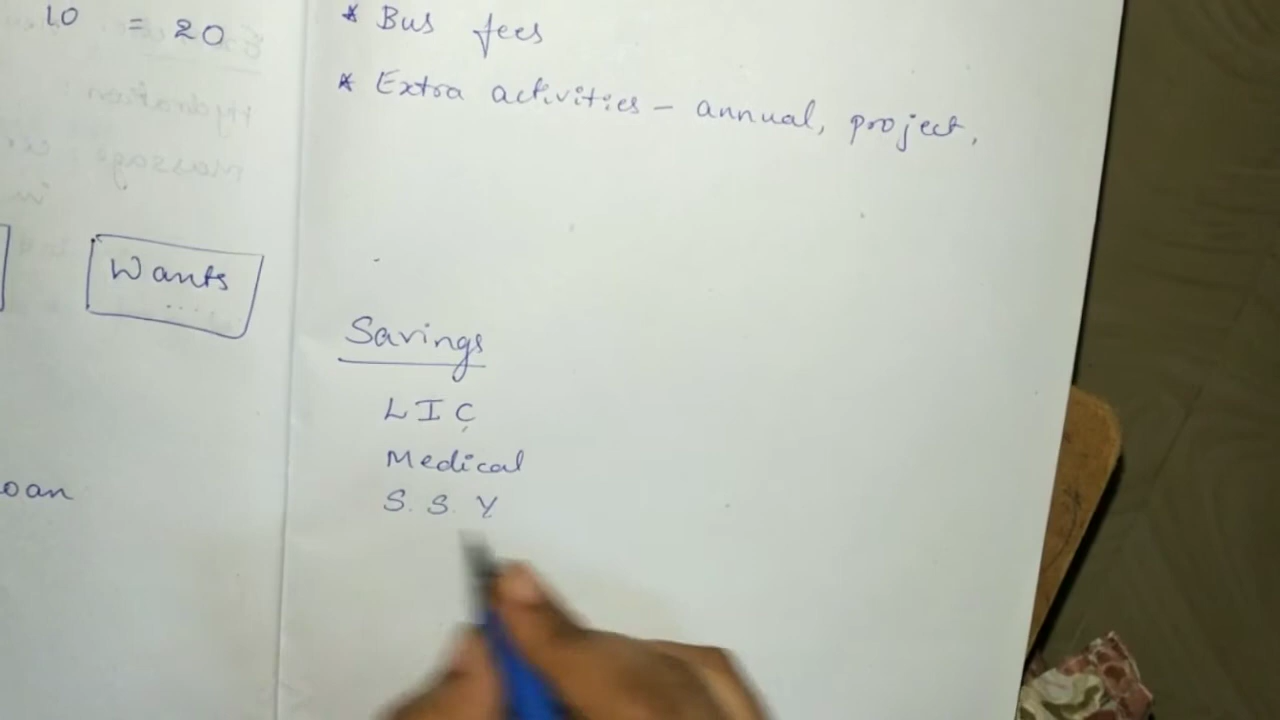 10 = 20
Wants
oan
* Bus fees
* Extra activities - annual, project,
Savings
LIC
Medical
S. S. Y